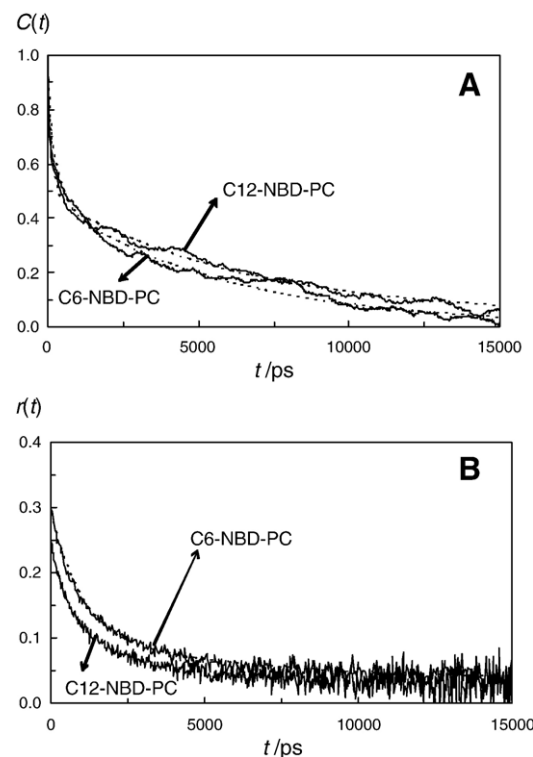 C(t)
A
1.0
0.8
0.6
0.4
0.2
0.0
C12-NBD-PC
C6-NBD-PC
0 5000 10000 15000
t /ps
r(t)
B
0.4
0.3
0.2
0.1
0.0
C6-NBD-PC
C12-NBD-PC
0 5000 10000 15000
t /ps